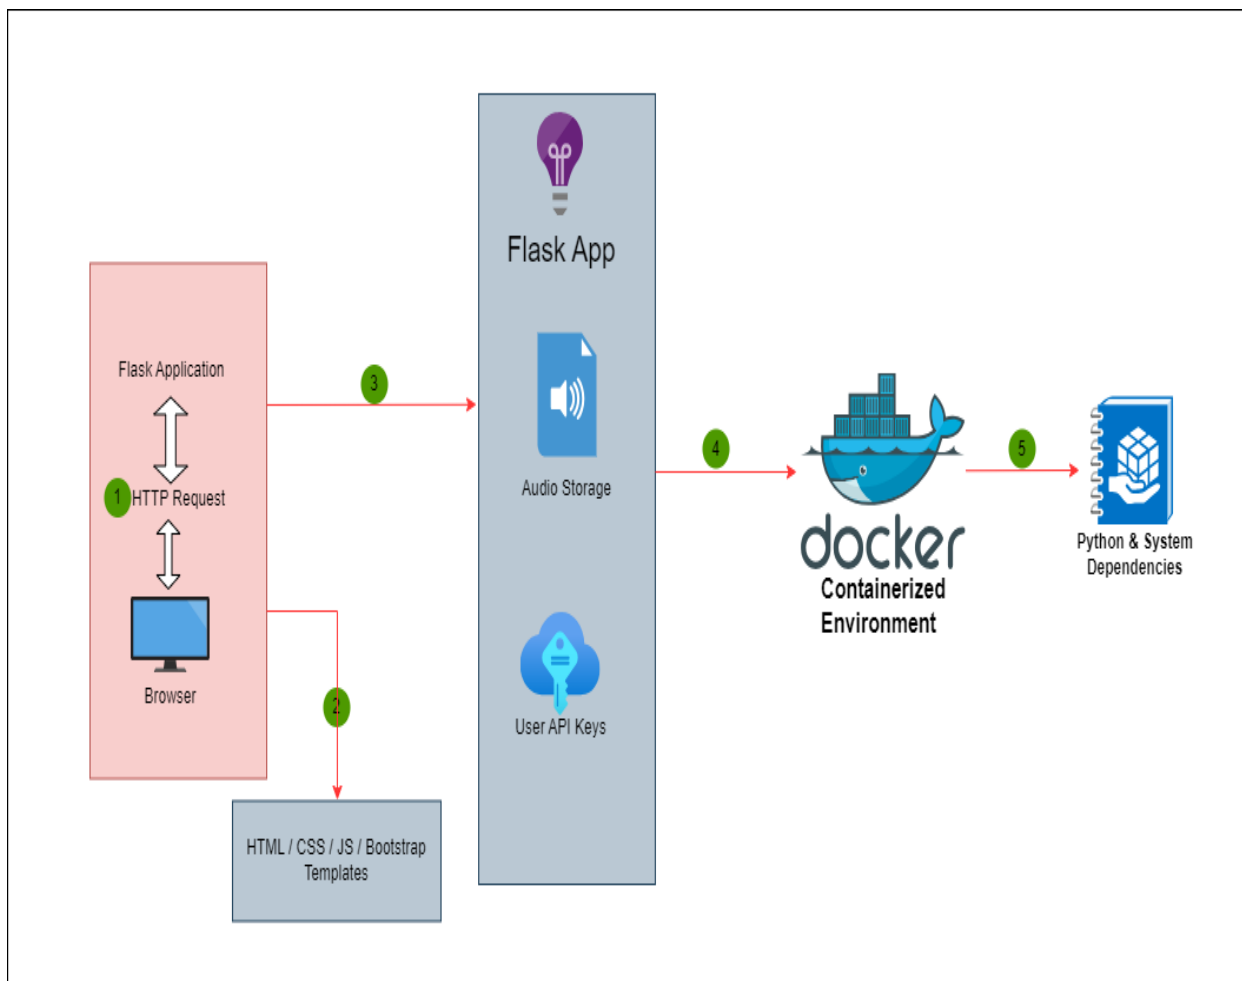 Flask Application
1
HTTP Request
Browser
2
HTML / CSS / JS / Bootstrap
Templates
3
Flask App
Audio Storage
User API Keys
4
docker
Containerized
Environment
5
Python & System
Dependencies